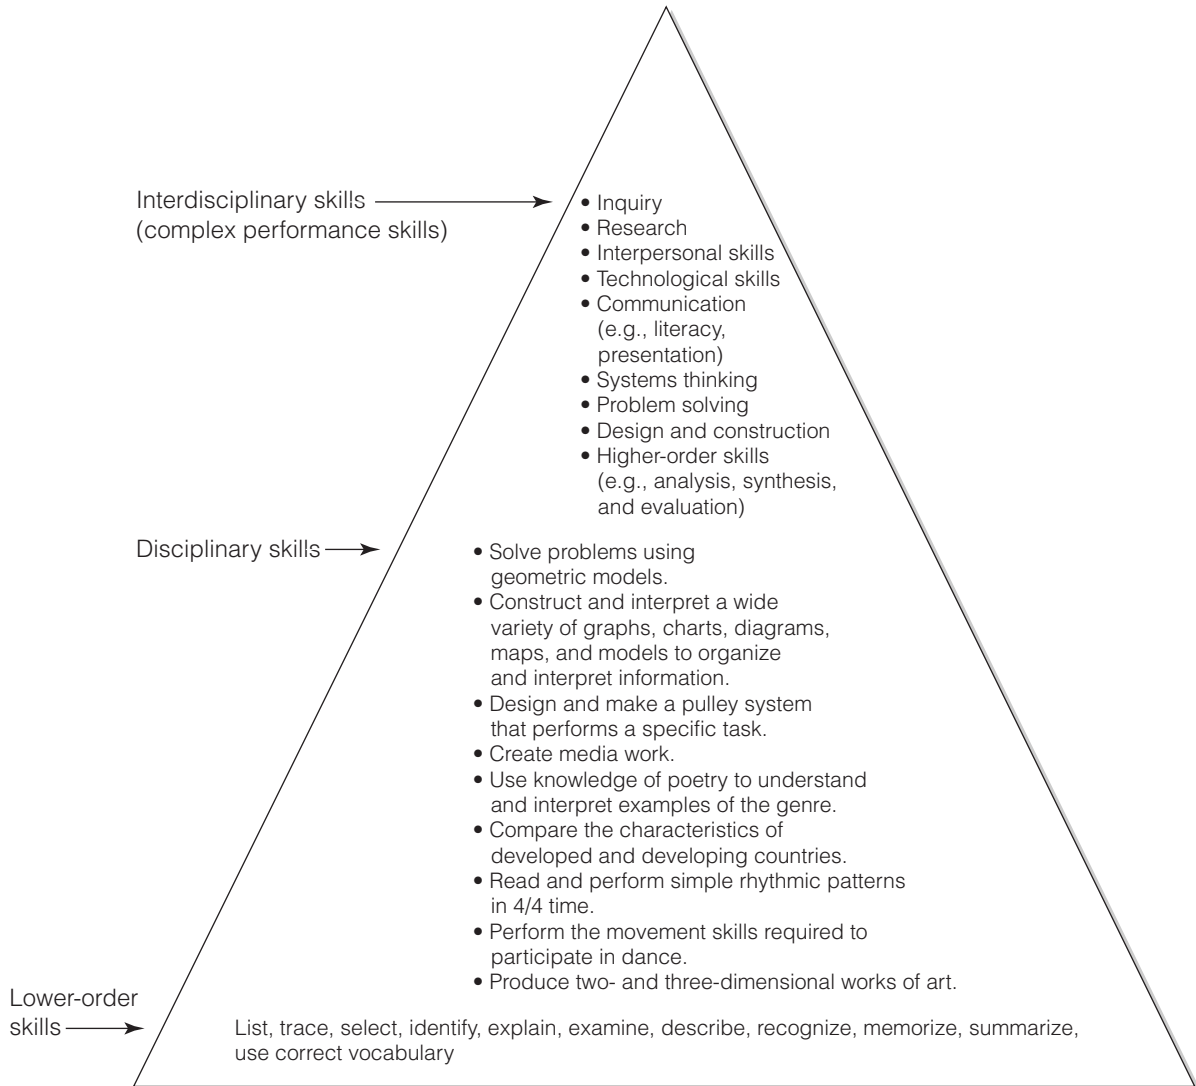 Interdisciplinary skills
(complex performance skills)
• Inquiry
• Research
• Interpersonal skills
• Technological skills
• Communication
(e.g., literacy,
presentation)
• Systems thinking
• Problem solving
• Design and construction
• Higher-order skills
(e.g., analysis, synthesis,
and evaluation)
Disciplinary skills
• Solve problems using
geometric models.
• Construct and interpret a wide
variety of graphs, charts, diagrams,
maps, and models to organize
and interpret information.
• Design and make a pulley system
that performs a specific task.
• Create media work.
• Use knowledge of poetry to understand
and interpret examples of the genre.
• Compare the characteristics of
developed and developing countries.
• Read and perform simple rhythmic patterns
in 4/4 time.
• Perform the movement skills required to
participate in dance.
• Produce two- and three-dimensional works of art.
Lower-order
skills
List, trace, select, identify, explain, examine, describe, recognize, memorize, summarize,
use correct vocabulary